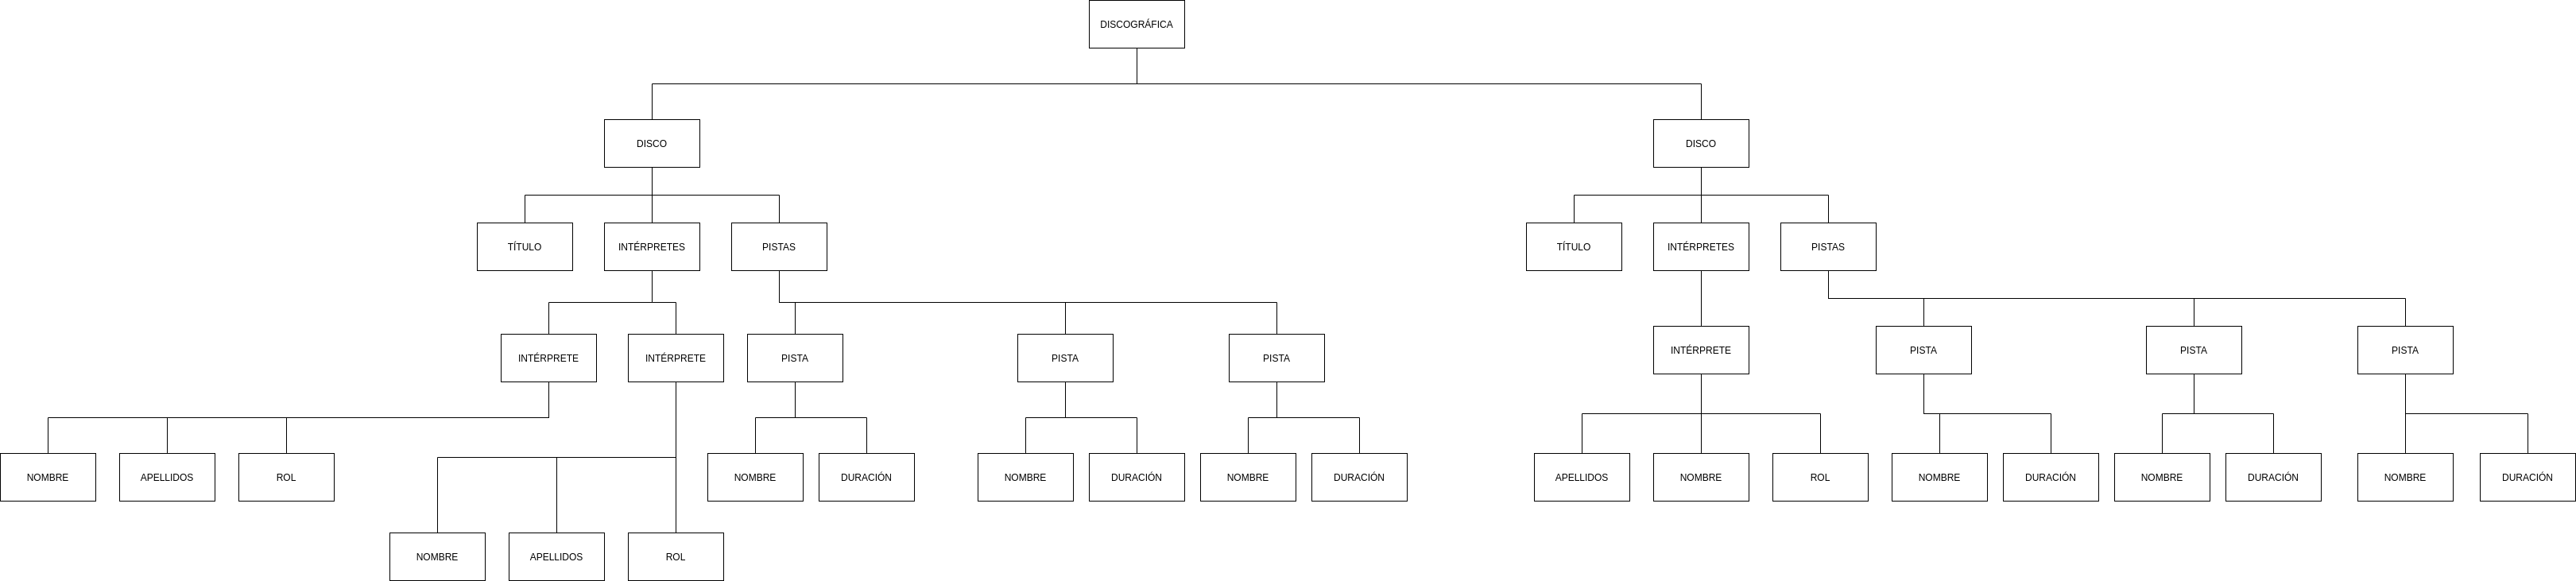 DISCOGRÁFICA
DISCO
DISCO
TÍTULO
INTÉRPRETES
PISTAS
TÍTULO
INTÉRPRETES
PISTAS
INTÉRPRETE
INTÉRPRETE
PISTA
PISTA
PISTA
INTÉRPRETE
PISTA
PISTA
PISTA
NOMBRE
APELLIDOS
ROL
NOMBRE
DURACIÓN
NOMBRE
DURACIÓN
NOMBRE
DURACIÓN
APELLIDOS
NOMBRE
ROL
NOMBRE
DURACIÓN
NOMBRE
DURACIÓN
NOMBRE
DURACIÓN
NOMBRE
APELLIDOS
ROL